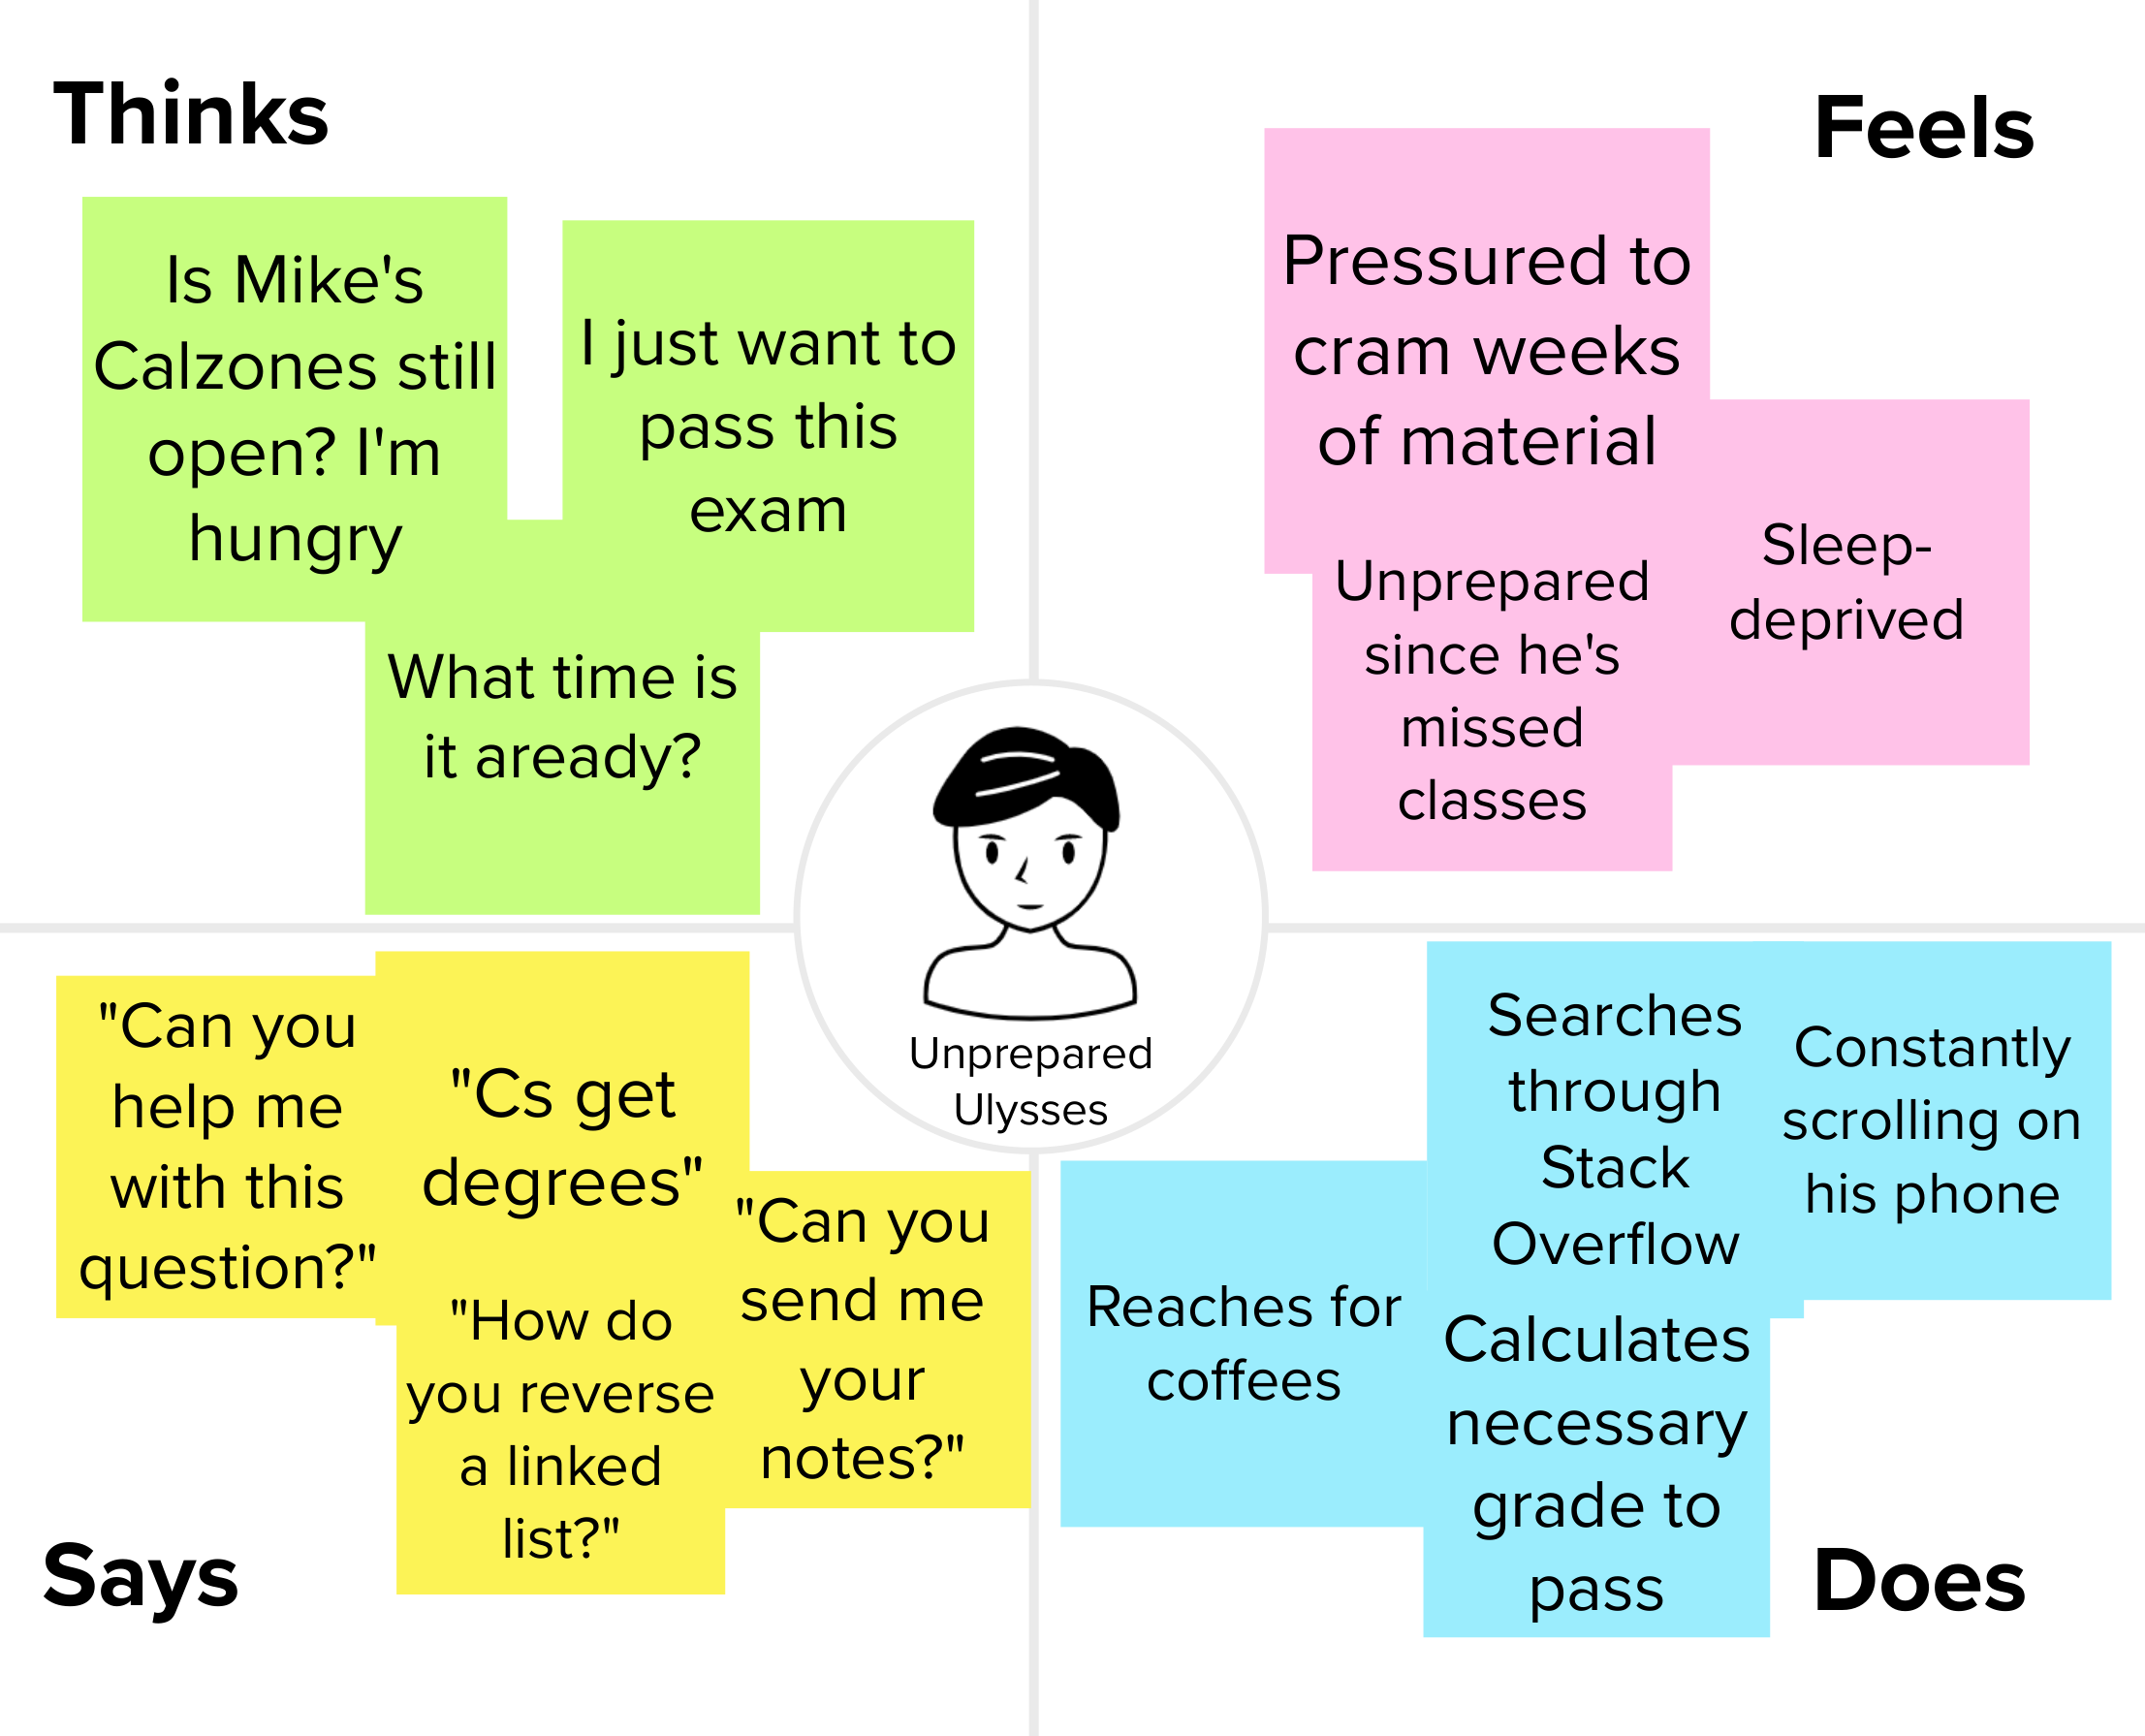 Thinks
Is Mike's
Calzones still
open? I'm
hungry
I just want to
pass this
exam
What time is
it aready?
Feels
Pressured to
cram weeks
of material
Sleep-
deprived
Unprepared
since he's
missed
classes
Unprepared
Ulysses
"Can you
help me
with this
question?"
"Cs get
degrees"
"Can you
send me
your
notes?"
"How do
you reverse
a linked
list?"
Says
Searches
through
Stack
Overflow
Constantly
scrolling on
his phone
Reaches for
coffees
Calculates
necessary
grade to
pass
Does